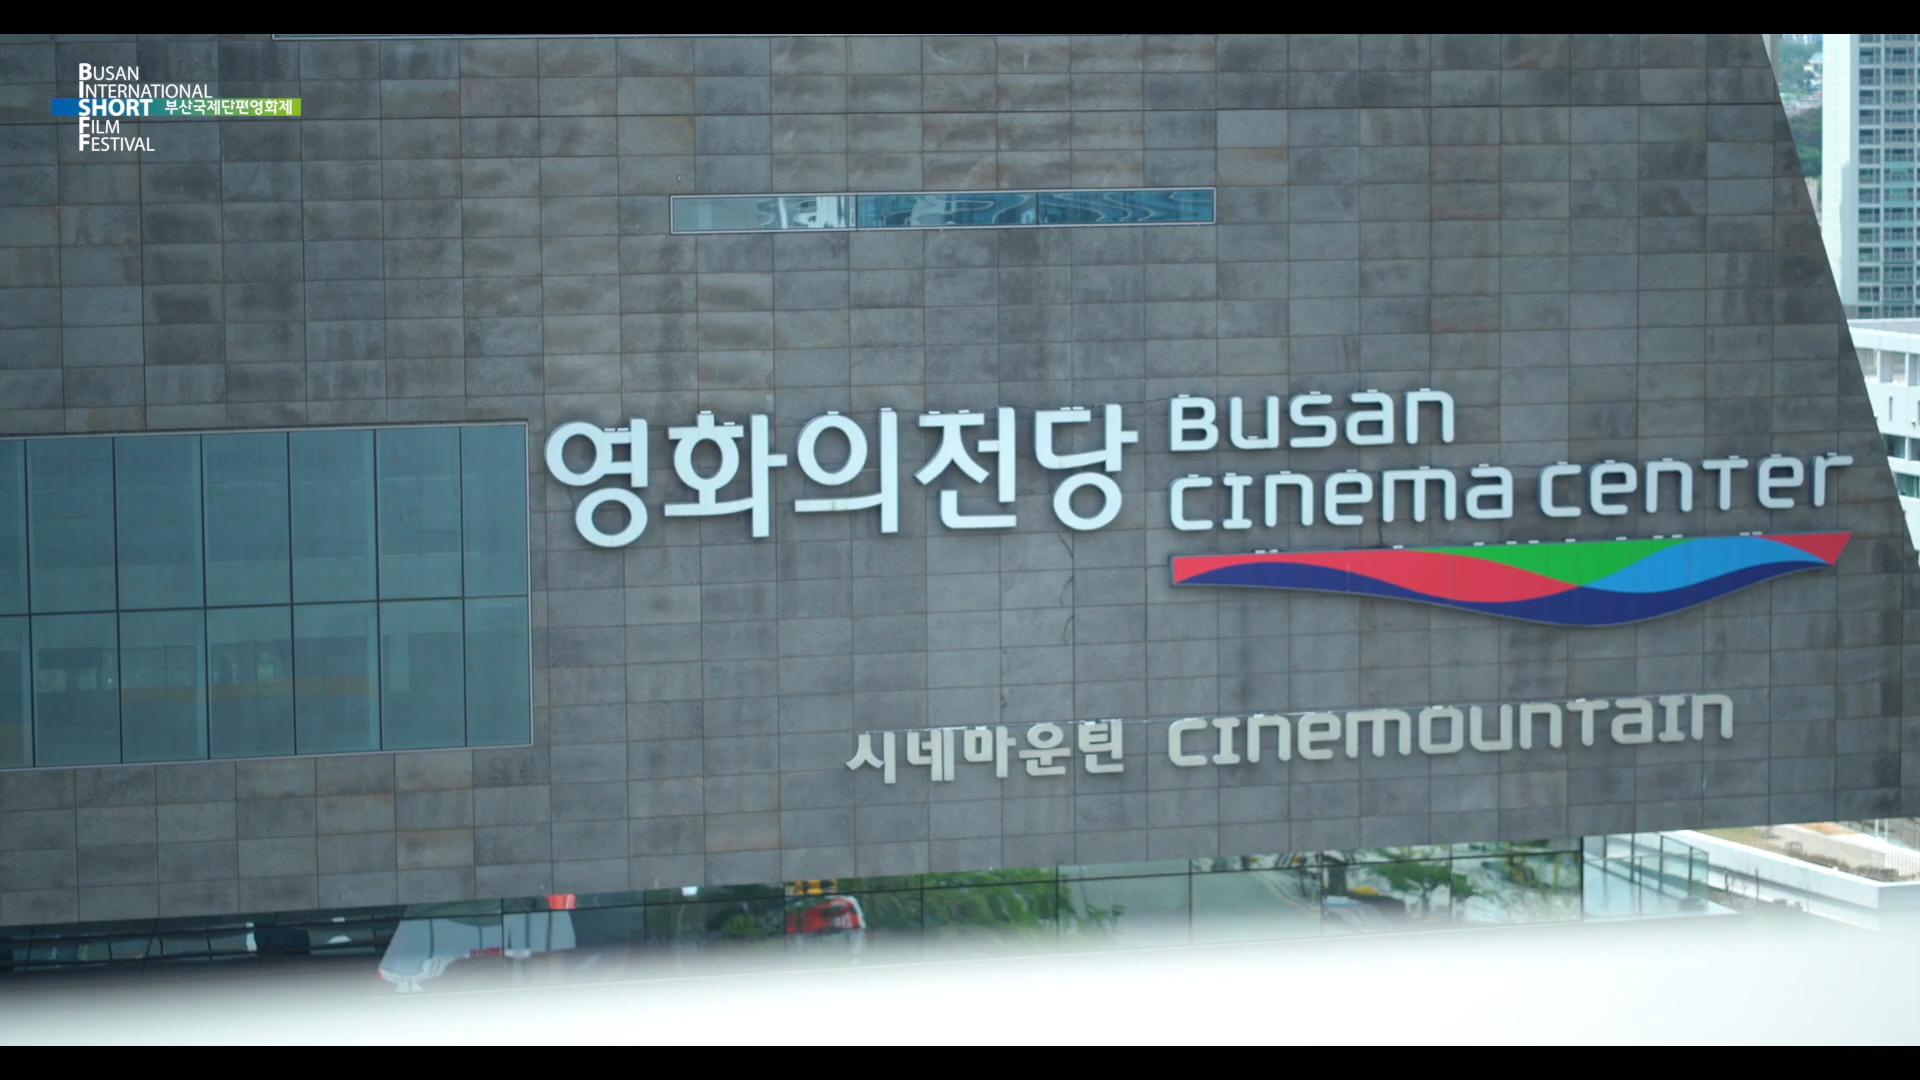 BUSAN
INTERNATIONAL
SHORT 부산국제단편영화제
FILM
FESTIVAL
영화의전당 BUSan
CINEMA CENTER
시네마운틴 CINEMOUNTAIN